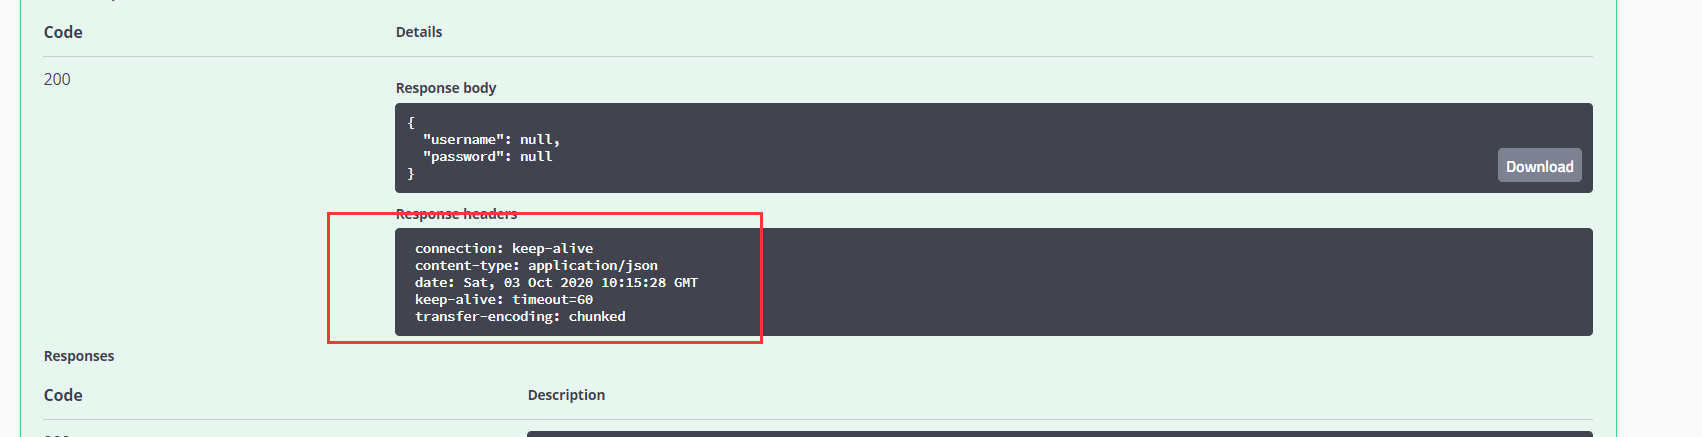 Code
Details
200
Response body
{
"username": null,
"password": null
}
Download
Response headers
connection: keep-alive
content-type: application/json
date: Sat, 03 Oct 2020 10:15:28 GMT
keep-alive: timeout=60
transfer-encoding: chunked
Responses
Code
Description